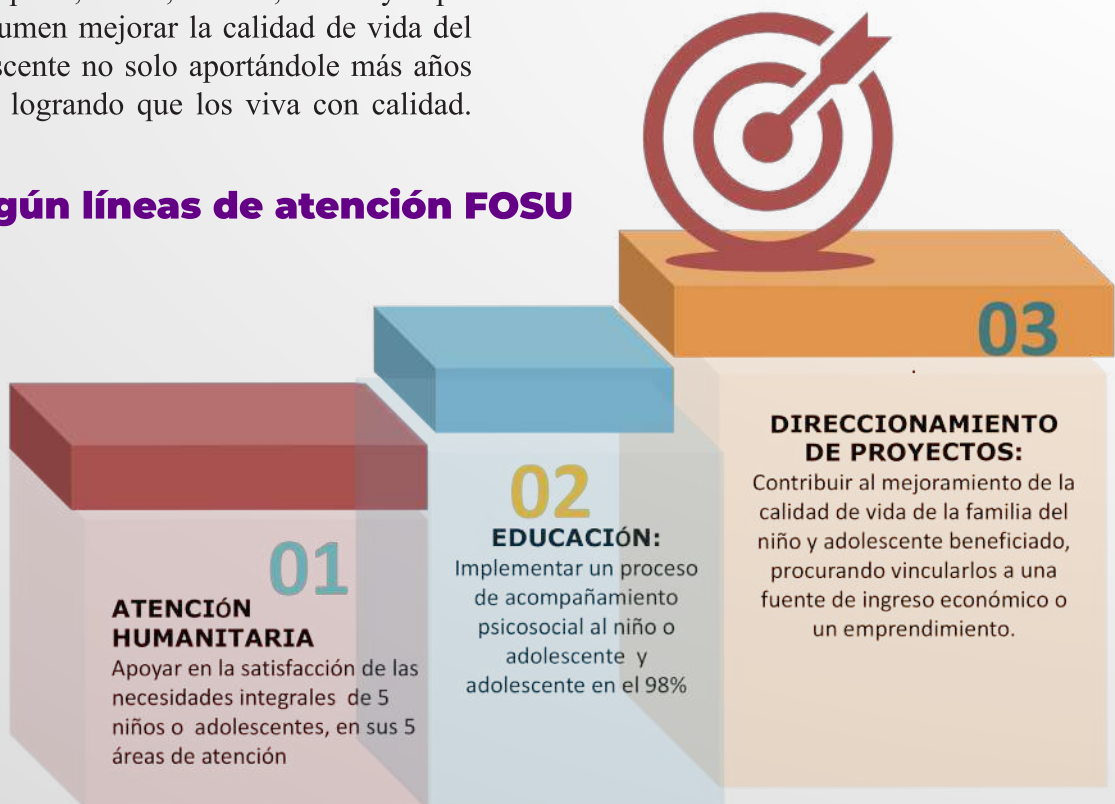 umen mejorar la calidad de vida del
scente no solo aportándole más años
logrando que los viva con calidad.
gún líneas de atención FOSU
03
.
DIRECCIONAMIENTO
DE PROYECTOS:
Contribuir al mejoramiento de la
calidad de vida de la familia del
niño y adolescente beneficiado,
procurando vincularlos a una
fuente de ingreso económico o
un emprendimiento.
02
EDUCACIÓN:
Implementar un proceso
de acompañamiento
psicosocial al niño o
adolescente y
adolescente en el 98%
01
ATENCIÓN
HUMANITARIA
Apoyar en la satisfacción de las
necesidades integrales de 5
niños o adolescentes, en sus 5
áreas de atención